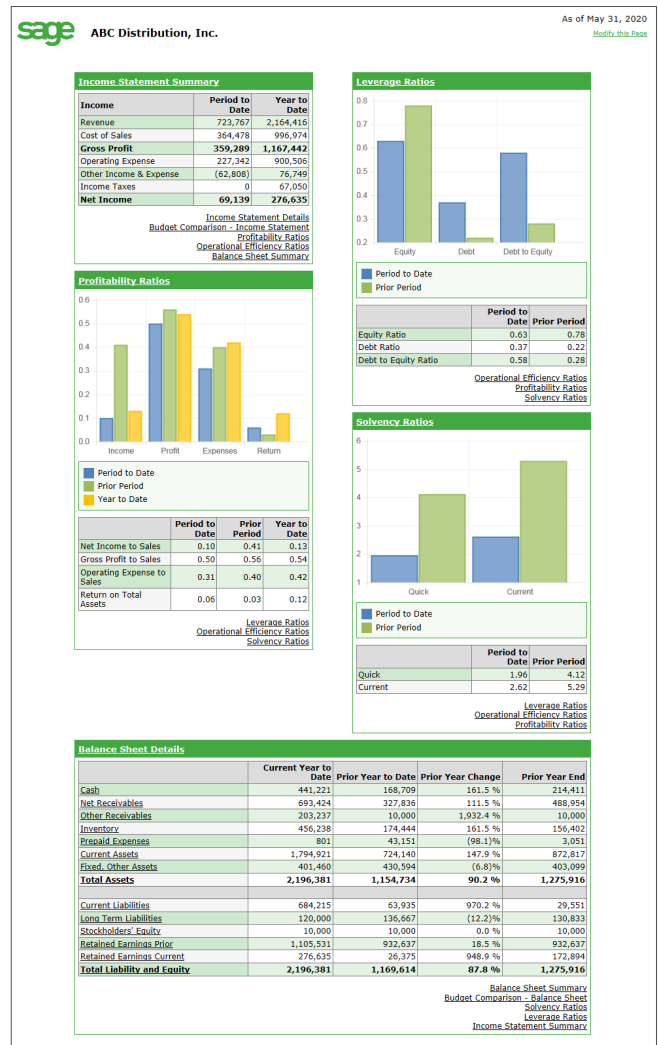 sage
ABC Distribution, Inc.
As of May 31, 2020
Modify this Page
Income Statement Summary
Income Period to Date Year to Date
Revenue 723,767 2,164,416
Cost of Sales 364,478 996,974
Gross Profit 359,289 1,167,442
Operating Expense 227,342 900,506
Other Income & Expense (62,808) 76,749
Income Taxes 0 67,050
Net Income 69,139 276,635
Income Statement Details
Budget Comparison - Income Statement
Profitability Ratios
Operational Efficiency Ratios
Balance Sheet Summary
Profitability Ratios
0.6
0.5
0.4
0.3
0.2
0.1
0.0
Income Profit Expenses Return
Period to Date
Prior Period
Year to Date
Period to Date Prior Period Year to Date
Net Income to Sales 0.10 0.41 0.13
Gross Profit to Sales 0.50 0.56 0.54
Operating Expense to Sales 0.31 0.40 0.42
Return on Total Assets 0.06 0.03 0.12
Leverage Ratios
Operational Efficiency Ratios
Solvency Ratios
Leverage Ratios
0.8
0.7
0.6
0.5
0.4
0.3
0.2
Equity Debt Debt to Equity
Period to Date
Prior Period
Period to Date Prior Period
Equity Ratio 0.63 0.78
Debt Ratio 0.37 0.22
Debt to Equity Ratio 0.58 0.28
Operational Efficiency Ratios
Profitability Ratios
Solvency Ratios
Solvency Ratios
6
5
4
3
2
1
Quick Current
Period to Date
Prior Period
Period to Date Prior Period
Quick 1.96 4.12
Current 2.62 5.29
Leverage Ratios
Operational Efficiency Ratios
Profitability Ratios
Balance Sheet Details
Current Year to Date Prior Year to Date Prior Year Change Prior Year End
Cash 441,221 168,709 161.5 % 214,411
Net Receivables 693,424 327,836 111.5 % 488,954
Other Receivables 203,237 10,000 1,932.4 % 10,000
Inventory 456,238 174,444 161.5 % 156,402
Prepaid Expenses 801 43,151 (98.1)% 3,051
Current Assets 1,794,921 724,140 147.9 % 872,817
Fixed, Other Assets 401,460 430,594 (6.8)% 403,099
Total Assets 2,196,381 1,154,734 90.2 % 1,275,916
Current Liabilities 684,215 63,935 970.2 % 29,551
Long Term Liabilities 120,000 136,667 (12.2)% 130,833
Stockholders' Equity 10,000 10,000 0.0 % 10,000
Retained Earnings Prior 1,105,531 932,637 18.5 % 932,637
Retained Earnings Current 276,635 26,375 948.9 % 172,894
Total Liability and Equity 2,196,381 1,169,614 87.8 % 1,275,916
Balance Sheet Summary
Budget Comparison - Balance Sheet
Solvency Ratios
Leverage Ratios
Income Statement Summary